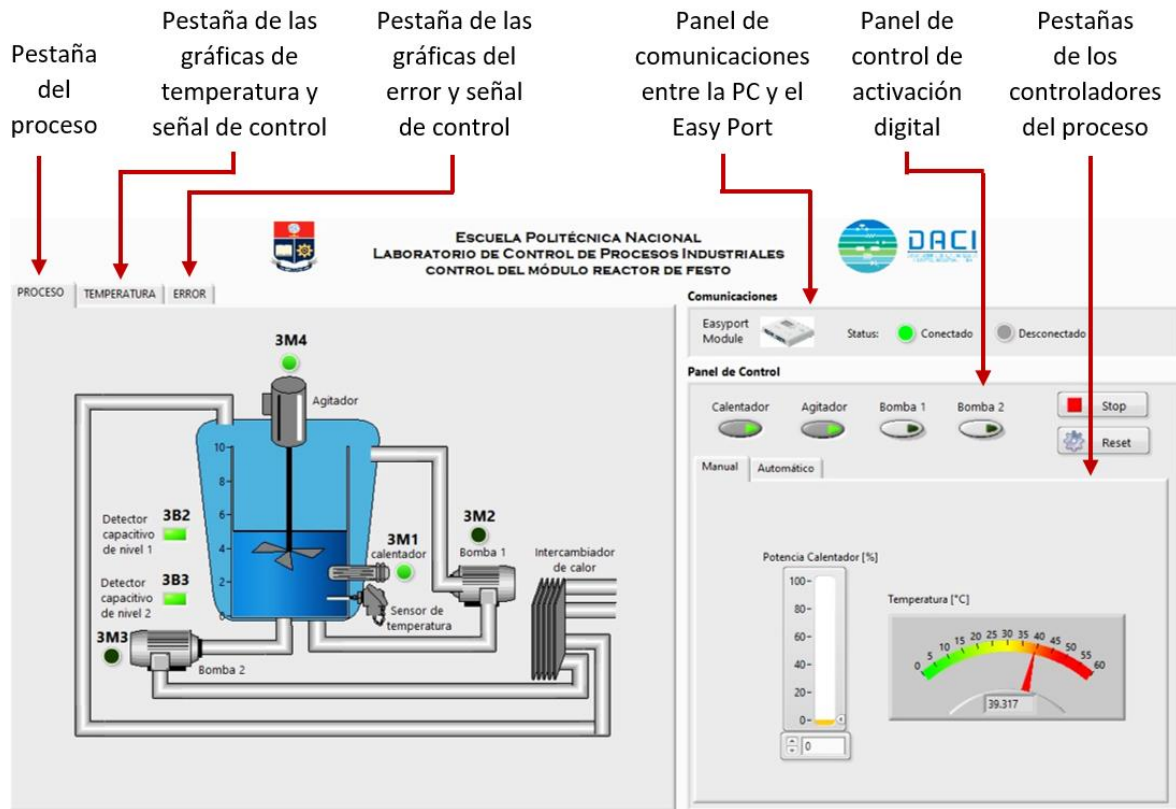 Pestaña
del
proceso
Pestaña de las
gráficas de
temperatura y
señal de control
Pestaña de las
gráficas del
error y señal
de control
Panel de
comunicaciones
entre la PC y el
Easy Port
Panel de
control de
activación
digital
Pestañas
de los
controladores
del proceso
ESCUELA POLITÉCNICA NACIONAL
LABORATORIO DE CONTROL DE PROCESOS INDUSTRIALES
CONTROL DEL MÓDULO REACTOR DE FESTO
DACI
PROCESO
TEMPERATURA
ERROR
3M4
Agitador
10
8
6
4
2
0
Detector
capacitivo
de nivel 1
3B2
Detector
capacitivo
de nivel 2
3B3
3M1
calentador
Sensor de
temperatura
3M2
Bomba 1
Intercambiador
de calor
3M3
Bomba 2
Comunicaciones
Easyport
Module
Status:
Conectado
Desconectado
Panel de Control
Calentador
Agitador
Bomba 1
Bomba 2
Stop
Reset
Manual
Automático
Potencia Calentador [%]
100
80
60
40
20
0
0
Temperatura [°C]
0 5 10 15 20 25 30 35 40 45 50 55 60
39.317